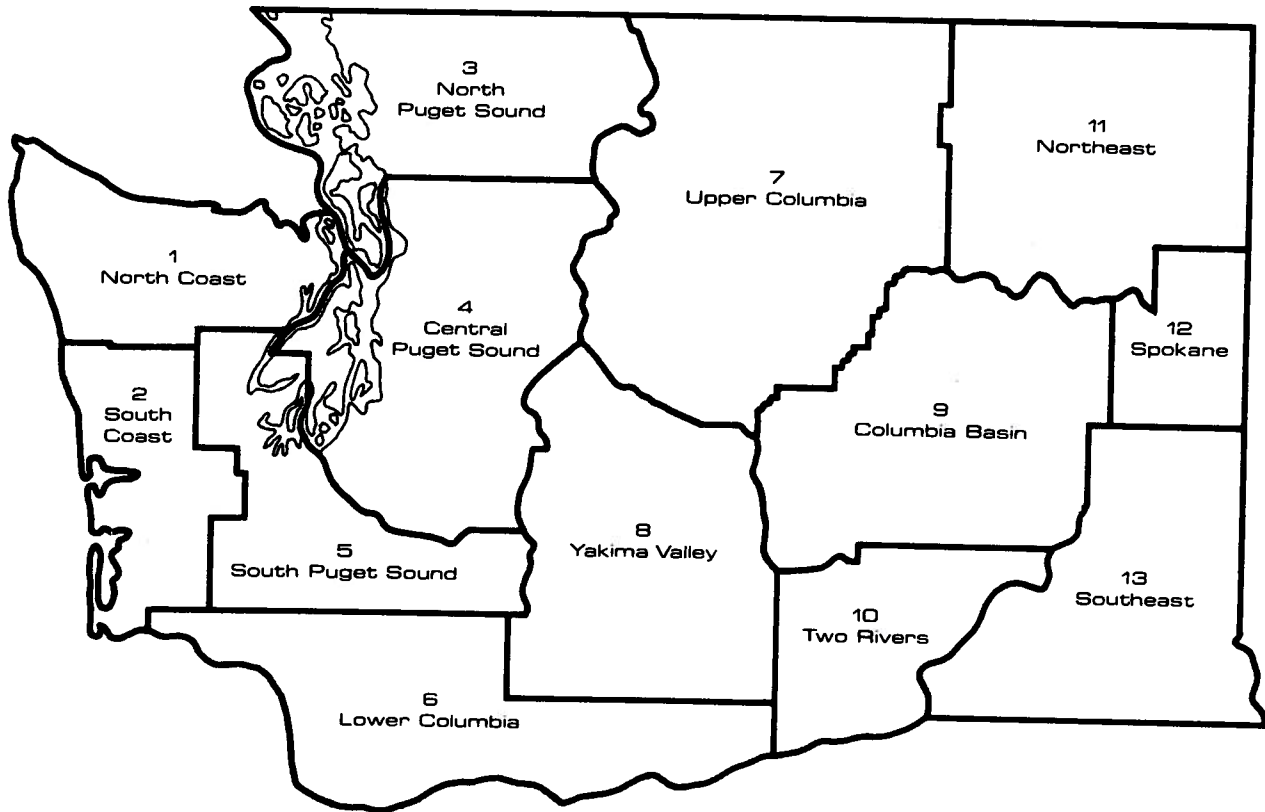 1
North Coast
2
South
Coast
3
North
Puget Sound
4
Central
Puget Sound
5
South Puget Sound
6
Lower Columbia
7
Upper Columbia
8
Yakima Valley
9
Columbia Basin
10
Two Rivers
11
Northeast
12
Spokane
13
Southeast